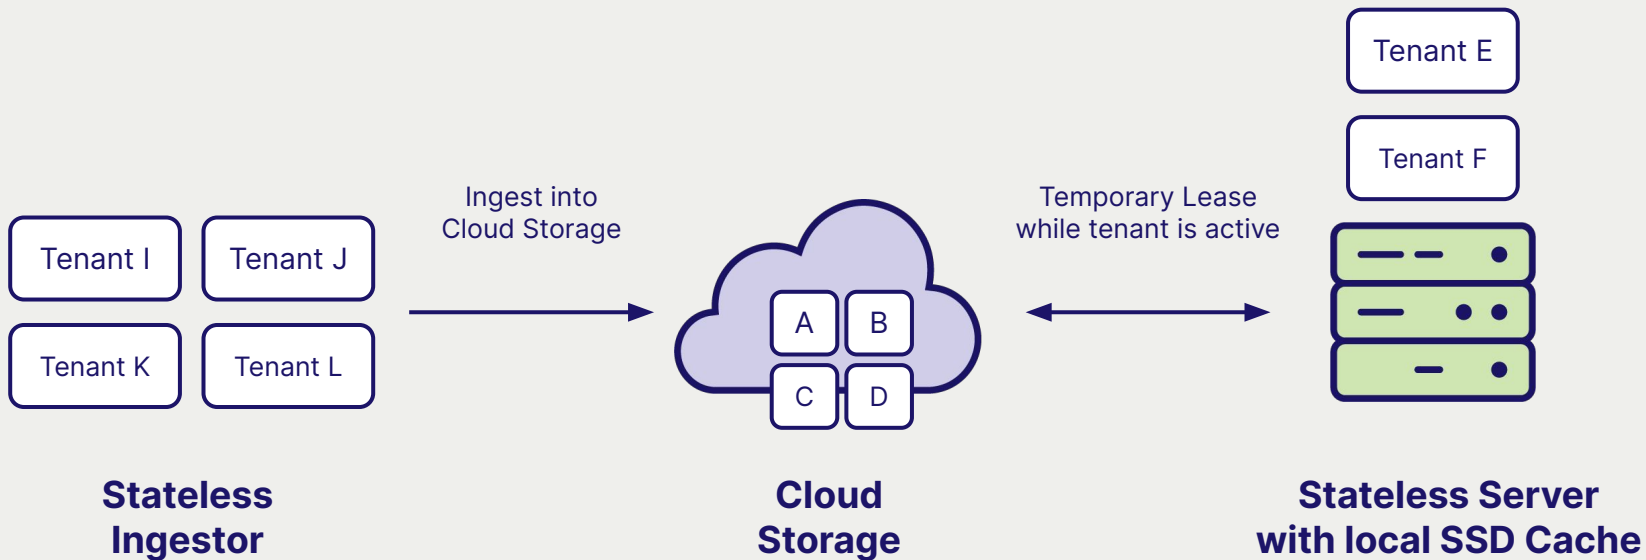 Tenant E
Tenant F
Ingest into
Cloud Storage
Temporary Lease
while tenant is active
Tenant I
Tenant J
Tenant K
Tenant L
A
B
C
D
Stateless
Ingestor
Cloud
Storage
Stateless Server
with local SSD Cache